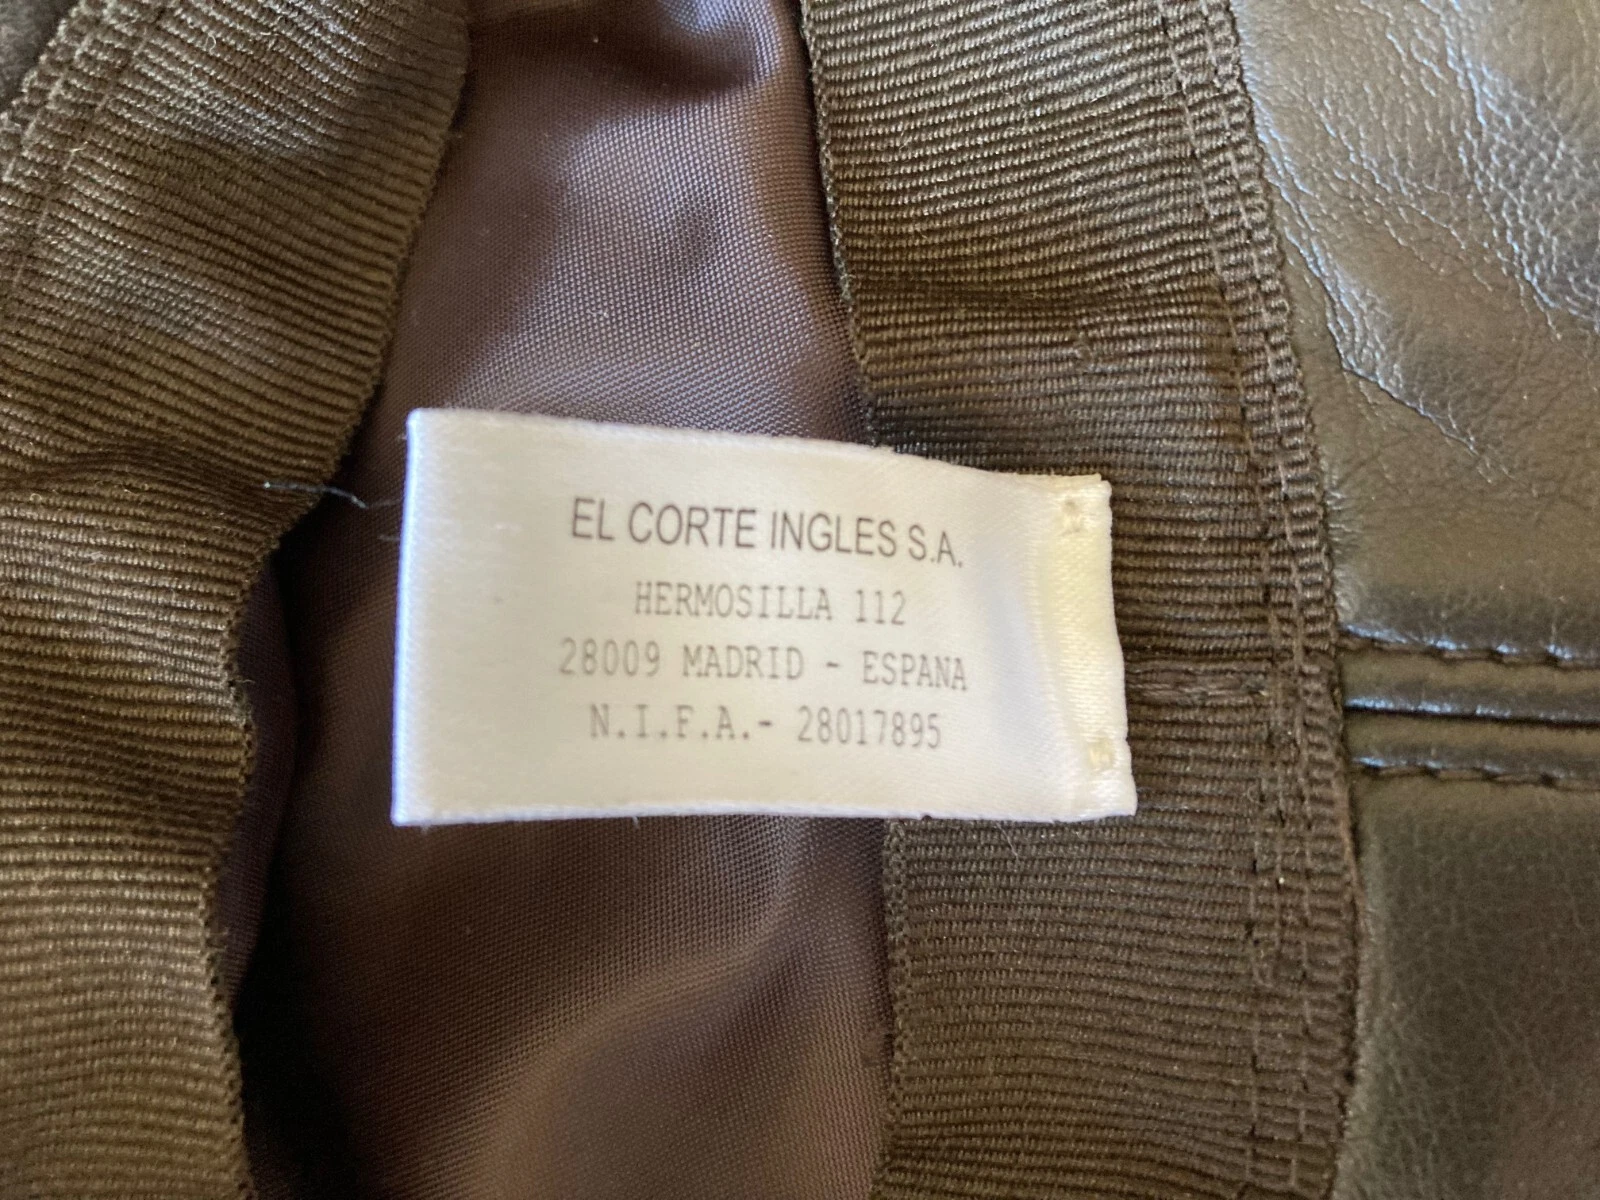 EL CORTE INGLES S.A.
HERMOSILLA 112
28009 MADRID - ESPANA
N.I.F.A.- 28017895